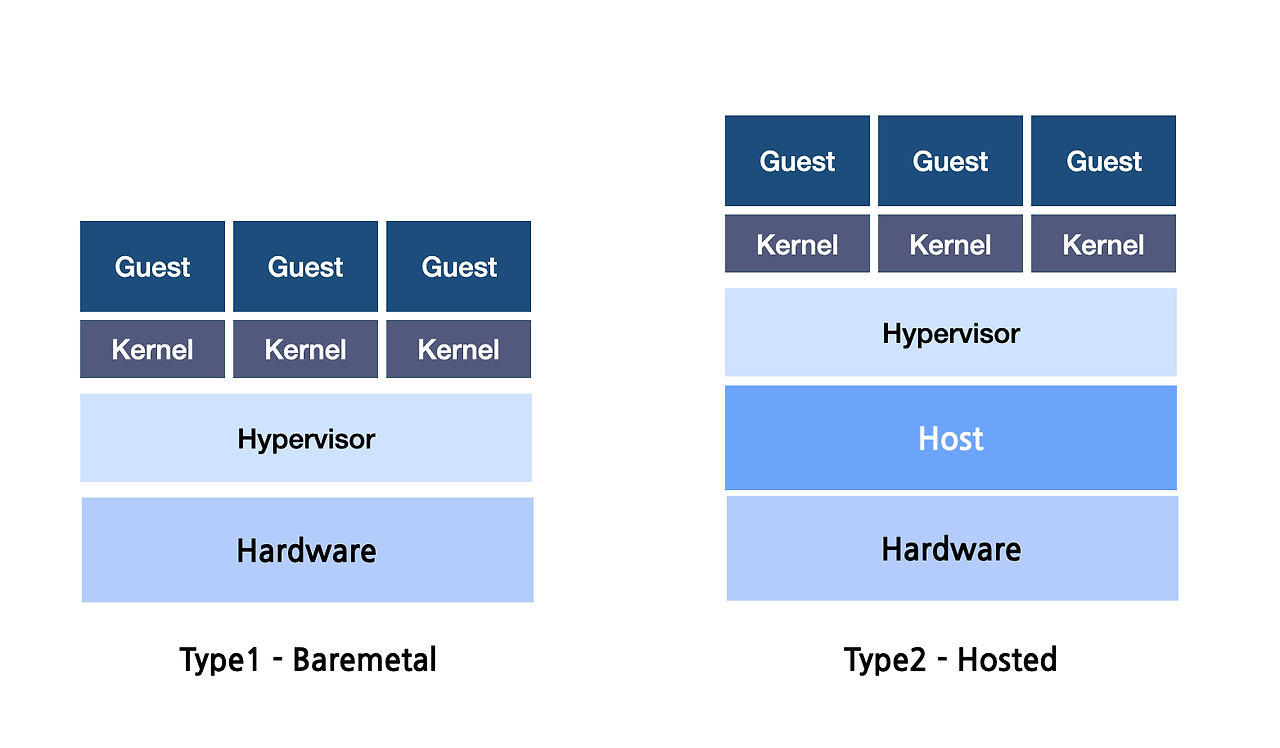 Guest Guest Guest
Kernel Kernel Kernel
Hypervisor
Hardware
Type1 - Baremetal
Guest Guest Guest
Kernel Kernel Kernel
Hypervisor
Host
Hardware
Type2 - Hosted